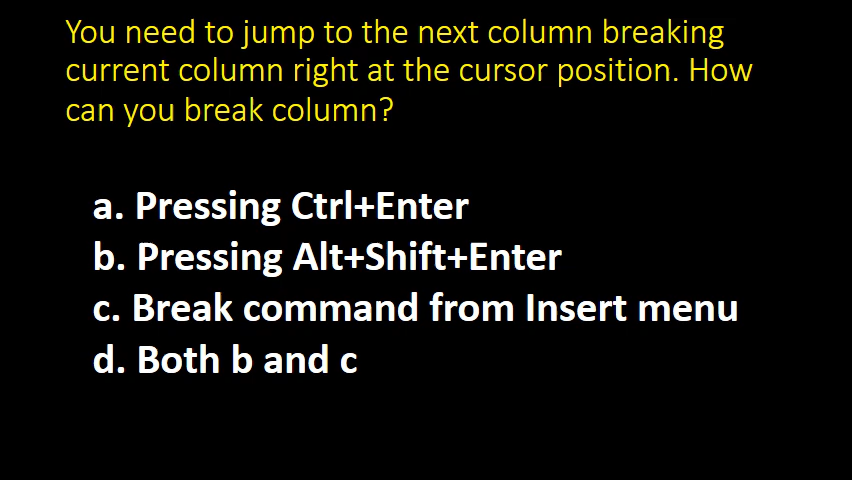 You need to jump to the next column breaking
current column right at the cursor position. How
can you break column?
a. Pressing Ctrl+Enter
b. Pressing Alt+Shift+Enter
c. Break command from Insert menu
d. Both b and c